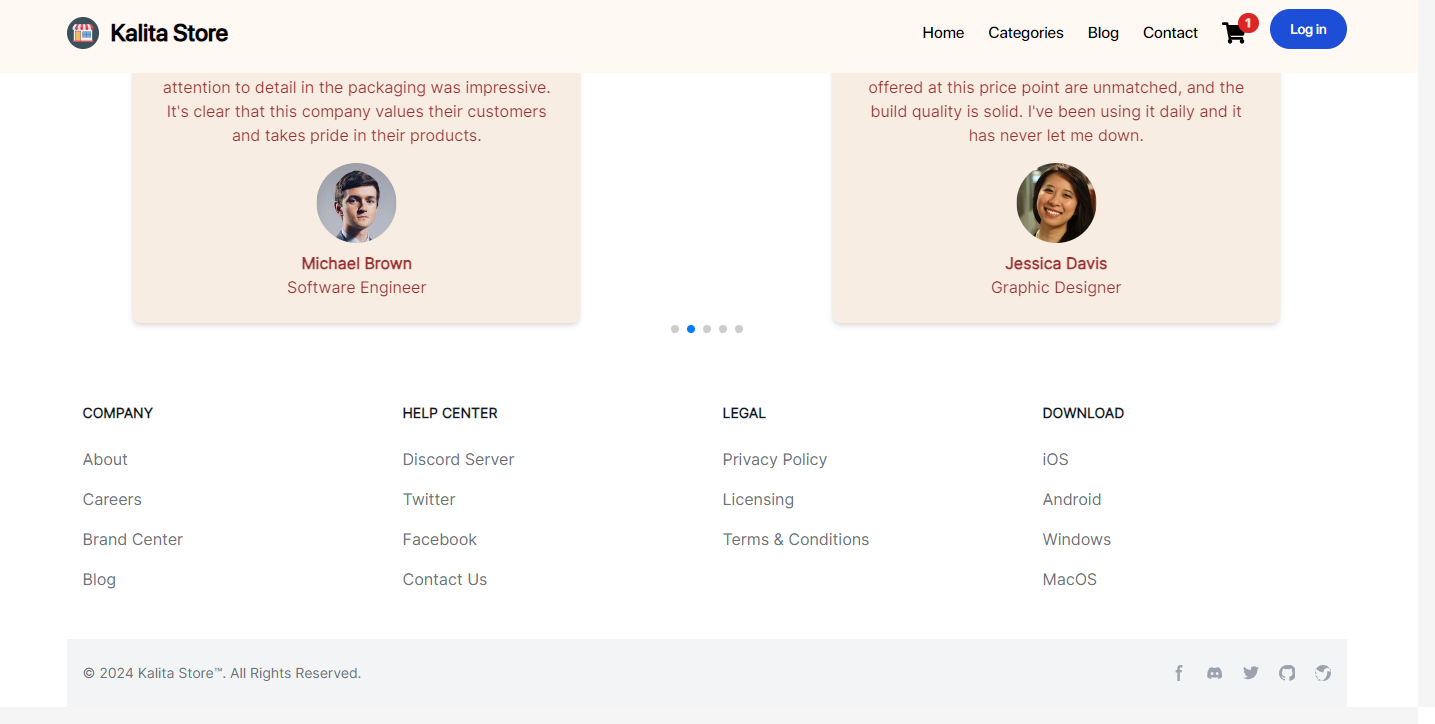 Kalita Store
Home
Categories
Blog
Contact
1
Log in
attention to detail in the packaging was impressive.
It's clear that this company values their customers
and takes pride in their products.
Michael Brown
Software Engineer
offered at this price point are unmatched, and the
build quality is solid. I've been using it daily and it
has never let me down.
Jessica Davis
Graphic Designer
COMPANY
About
Careers
Brand Center
Blog
HELP CENTER
Discord Server
Twitter
Facebook
Contact Us
LEGAL
Privacy Policy
Licensing
Terms & Conditions
DOWNLOAD
iOS
Android
Windows
MacOS
© 2024 Kalita Store™. All Rights Reserved.